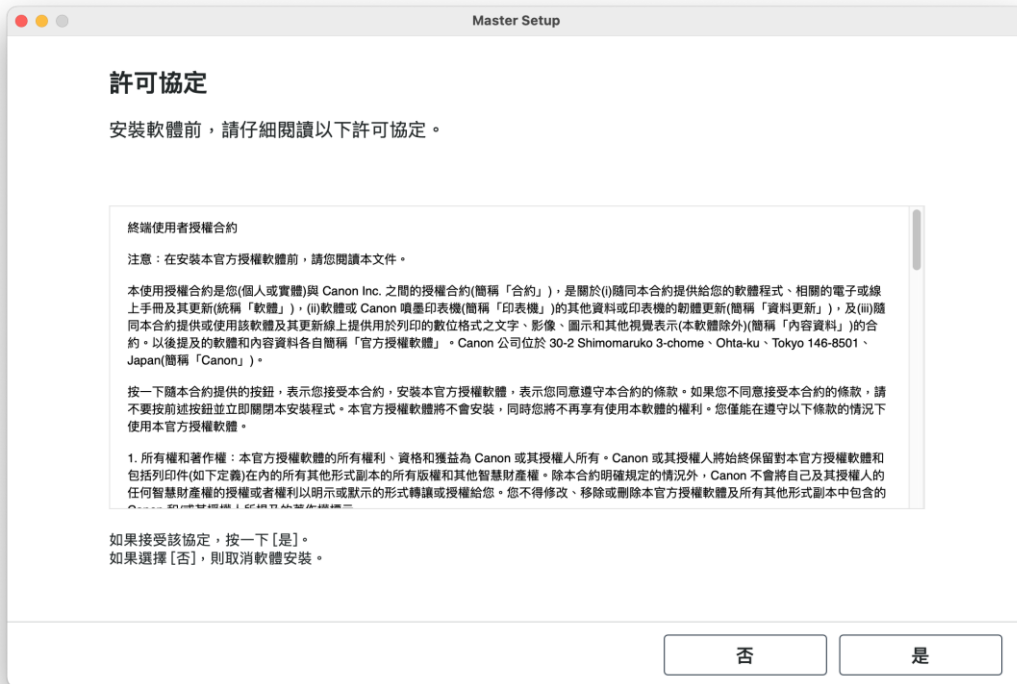 Master Setup
許可協定
安裝軟體前，請仔細閱讀以下許可協定。
終端使用者授權合約
注意：在安裝本官方授權軟體前，請您閱讀本文件。
本使用授權合約是您(個人或實體)與 Canon Inc. 之間的授權合約(簡稱「合約」)，是關於(i)隨同本合約提供給您的軟體程式、相關的電子或線
上手冊及其更新(統稱「軟體」)，(ii)軟體或 Canon 噴墨印表機(簡稱「印表機」)的其他資料或印表機的韌體更新(簡稱「資料更新」)，及(iii)隨
同本合約提供或使用該軟體及其更新線上提供用於列印的數位格式之文字、影像、圖示和其他視覺表示(本軟體除外)(簡稱「內容資料」)的合
約。以後提及的軟體和內容資料各自簡稱「官方授權軟體」。Canon 公司位於 30-2 Shimomaruko 3-chome、Ohta-ku、Tokyo 146-8501、
Japan(簡稱「Canon」)。
按一下隨本合約提供的按鈕，表示您接受本合約，安裝本官方授權軟體，表示您同意遵守本合約的條款。如果您不同意接受本合約的條款，請
不要按前述按鈕並立即關閉本安裝程式。本官方授權軟體將不會安裝，同時您將不再享有使用本軟體的權利。您僅能在遵守以下條款的情況下
使用本官方授權軟體。
1. 所有權和著作權：本官方授權軟體的所有權利、資格和獲益為 Canon 或其授權人所有。Canon 或其授權人將始終保留對本官方授權軟體和
包括列印件(如下定義)在內的所有其他形式副本的所有版權和其他智慧財產權。除本合約明確規定的情況外，Canon 不會將自己及其授權人的
任何智慧財產權的授權或者權利以明示或默示的形式轉讓或授權給您。您不得修改、移除或刪除本官方授權軟體及所有其他形式副本中包含的
如果接受該協定，按一下 [是]。
如果選擇 [否]，則取消軟體安裝。
否
是